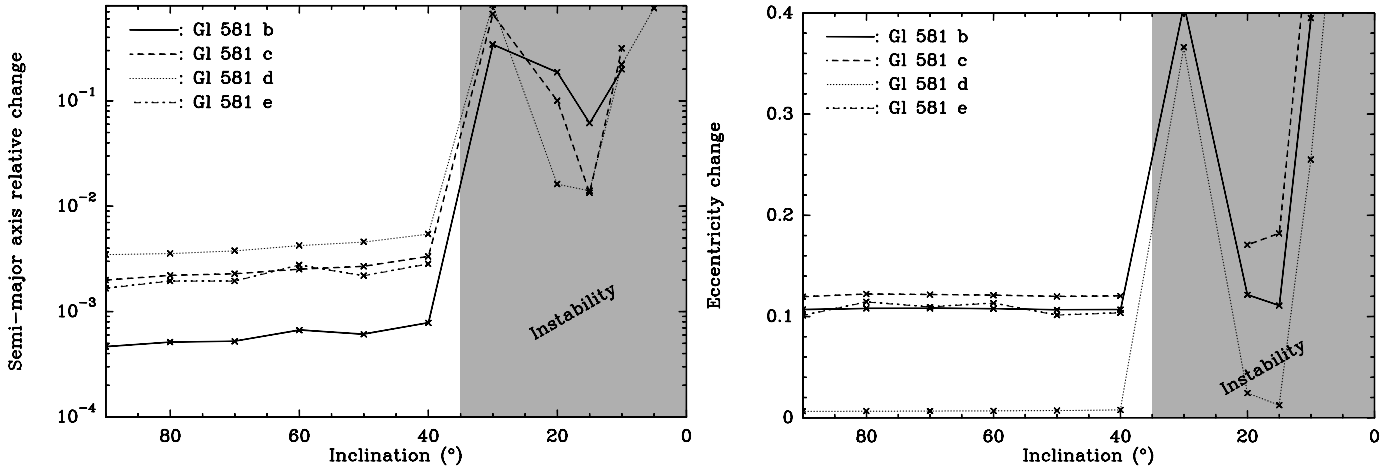 Semi-major axis relative change
: Gl 581 b
: Gl 581 c
: Gl 581 d
: Gl 581 e
10⁻¹
10⁻²
10⁻³
10⁻⁴
Instability
80 60 40 20 0
Inclination (°)
Eccentricity change
: Gl 581 b
: Gl 581 c
: Gl 581 d
: Gl 581 e
0.4
0.3
0.2
0.1
0
Instability
80 60 40 20 0
Inclination (°)